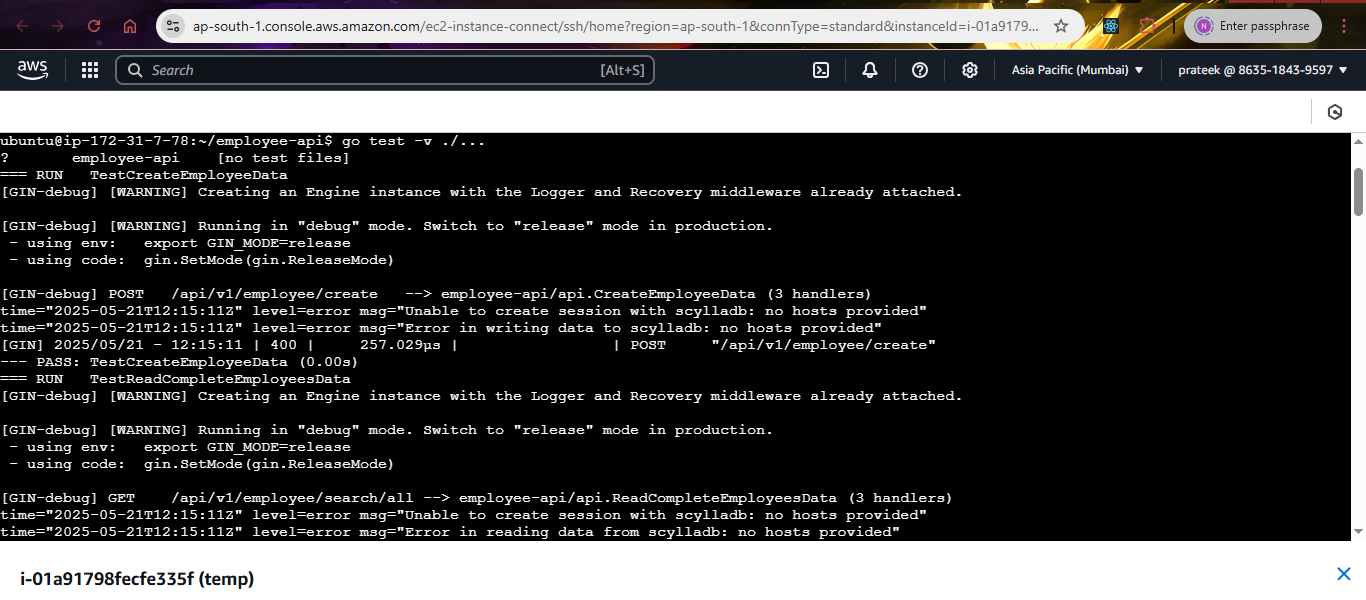 ap-south-1.console.aws.amazon.com/ec2-instance-connect/ssh/home?region=ap-south-1&connType=standard&instanceId=i-01a9179...
N Enter passphrase
aws
Search [Alt+S]
Asia Pacific (Mumbai) ▼
prateek @ 8635-1843-9597 ▼
ubuntu@ip-172-31-7-78:~/employee-api$ go test -v ./...
?       employee-api    [no test files]
=== RUN   TestCreateEmployeeData
[GIN-debug] [WARNING] Creating an Engine instance with the Logger and Recovery middleware already attached.
[GIN-debug] [WARNING] Running in "debug" mode. Switch to "release" mode in production.
 - using env:   export GIN_MODE=release
 - using code:  gin.SetMode(gin.ReleaseMode)
[GIN-debug] POST   /api/v1/employee/create   --> employee-api/api.CreateEmployeeData (3 handlers)
time="2025-05-21T12:15:11Z" level=error msg="Unable to create session with scylladb: no hosts provided"
time="2025-05-21T12:15:11Z" level=error msg="Error in writing data to scylladb: no hosts provided"
[GIN] 2025/05/21 - 12:15:11 | 400 |     257.029µs |                 | POST     "/api/v1/employee/create"
--- PASS: TestCreateEmployeeData (0.00s)
=== RUN   TestReadCompleteEmployeesData
[GIN-debug] [WARNING] Creating an Engine instance with the Logger and Recovery middleware already attached.
[GIN-debug] [WARNING] Running in "debug" mode. Switch to "release" mode in production.
 - using env:   export GIN_MODE=release
 - using code:  gin.SetMode(gin.ReleaseMode)
[GIN-debug] GET    /api/v1/employee/search/all --> employee-api/api.ReadCompleteEmployeesData (3 handlers)
time="2025-05-21T12:15:11Z" level=error msg="Unable to create session with scylladb: no hosts provided"
time="2025-05-21T12:15:11Z" level=error msg="Error in reading data from scylladb: no hosts provided"
i-01a91798fecfe335f (temp)